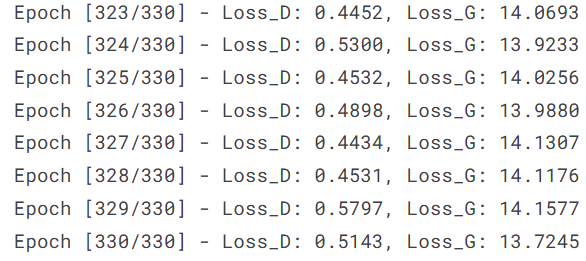 Epoch [323/330] - Loss_D: 0.4452, Loss_G: 14.0693
Epoch [324/330] - Loss_D: 0.5300, Loss_G: 13.9233
Epoch [325/330] - Loss_D: 0.4532, Loss_G: 14.0256
Epoch [326/330] - Loss_D: 0.4898, Loss_G: 13.9880
Epoch [327/330] - Loss_D: 0.4434, Loss_G: 14.1307
Epoch [328/330] - Loss_D: 0.4531, Loss_G: 14.1176
Epoch [329/330] - Loss_D: 0.5797, Loss_G: 14.1577
Epoch [330/330] - Loss_D: 0.5143, Loss_G: 13.7245